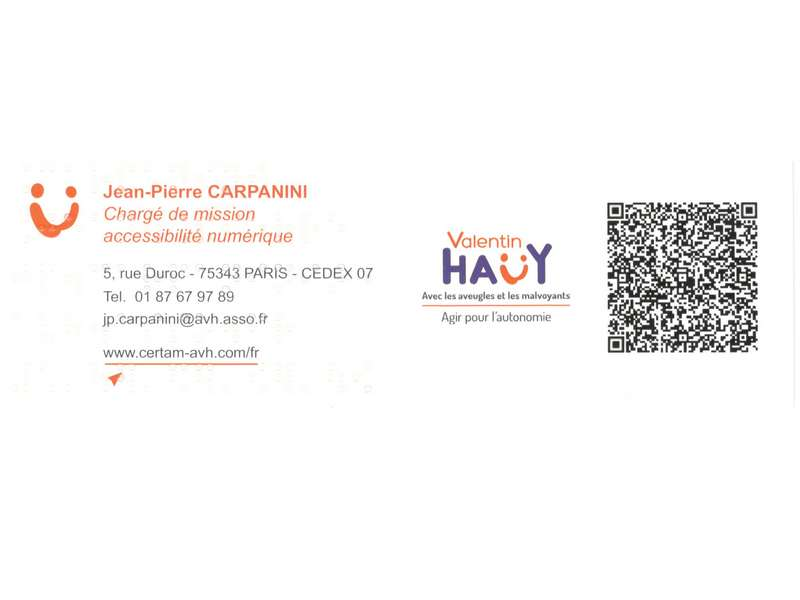 Jean-Pierre CARPANINI
Chargé de mission
accessibilité numérique
5, rue Duroc - 75343 PARIS - CEDEX 07
Tel.  01 87 67 97 89
jp.carpanini@avh.asso.fr
www.certam-avh.com/fr
Valentin
HAÜY
Avec les aveugles et les malvoyants
Agir pour l'autonomie